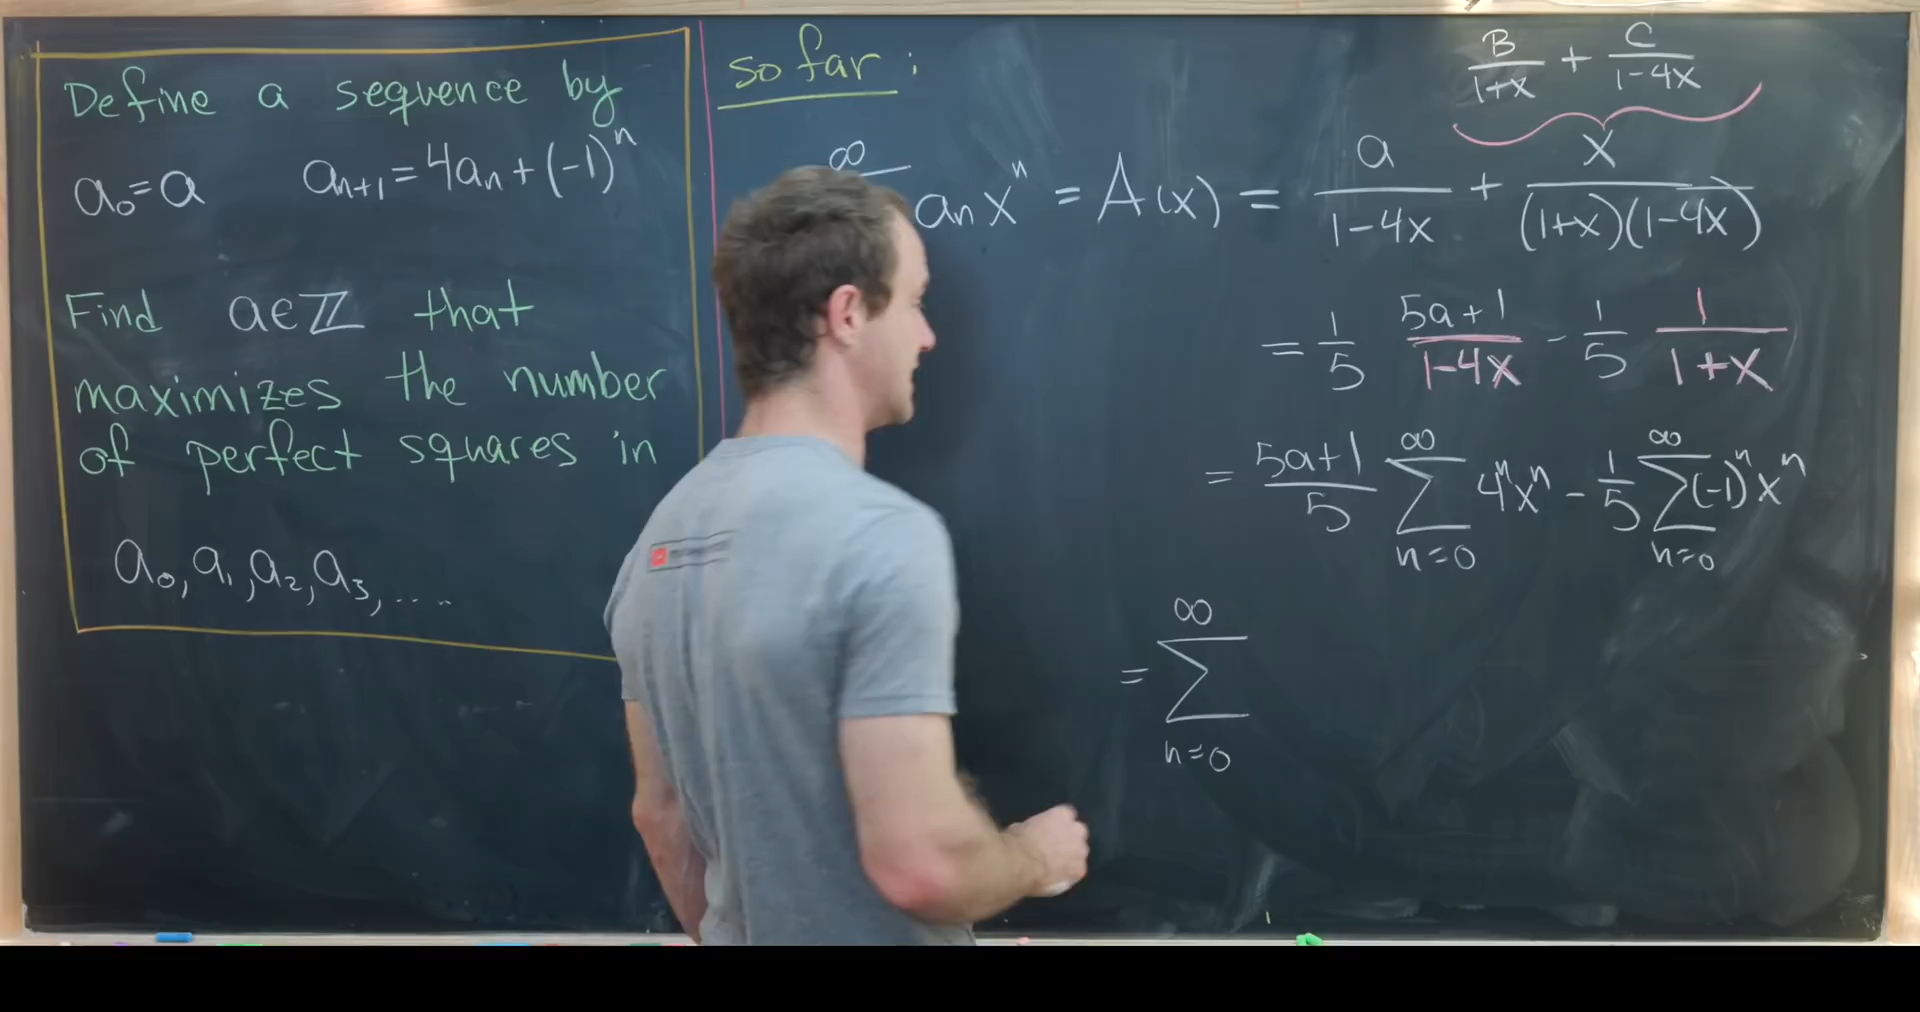 Define a sequence by
a₀=a aₙ₊₁=4aₙ+(-1)ⁿ
Find a∈ℤ that
maximizes the number
of perfect squares in
a₀, a₁, a₂, a₃, ....
so far:
B/(1+x) + C/(1-4x)
∞ aₙxⁿ = A(x) = a/(1-4x) + x/((1+x)(1-4x))
= 1/5 (5a+1)/(1-4x) - 1/5 1/(1+x)
= (5a+1)/5 ∑_{n=0}^∞ 4ⁿxⁿ - 1/5 ∑_{n=0}^∞ (-1)ⁿxⁿ
= ∑_{n=0}^∞